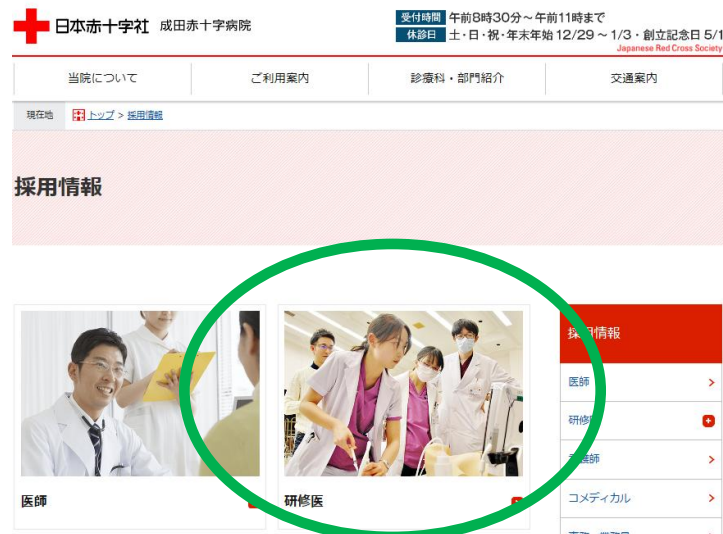 日本赤十字社 成田赤十字病院
受付時間 午前8時30分～午前11時まで
休診日 土・日・祝・年末年始 12/29 ～ 1/3・創立記念日 5/1
Japanese Red Cross Society
当院について
ご利用案内
診療科・部門紹介
交通案内
現在地 トップ > 採用情報
採用情報
医師
研修医
採用情報
医師
研修
コメディカル